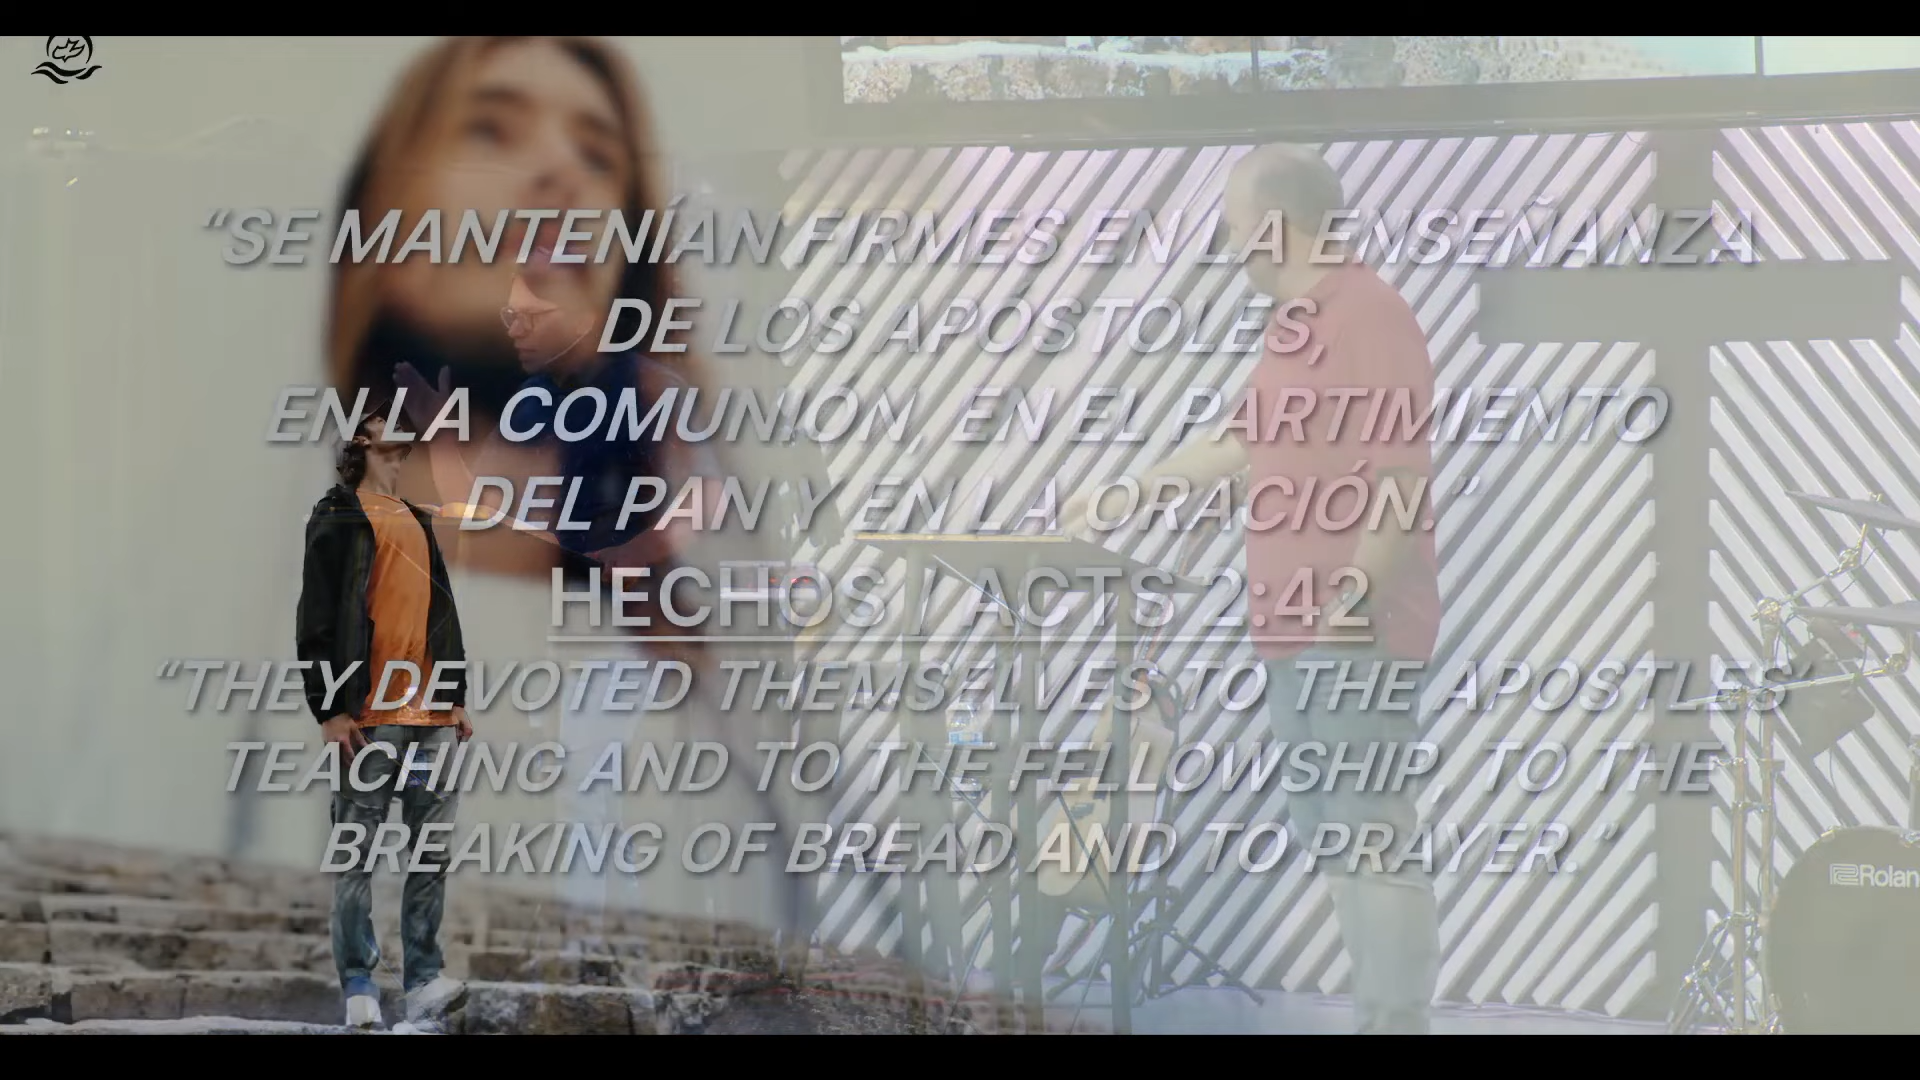 “SE MANTENÍAN FIRMES EN LA ENSEÑANZA
DE LOS APÓSTOLES,
EN LA COMUNIÓN, EN EL PARTIMIENTO
DEL PAN Y EN LA ORACIÓN.”
HECHOS | ACTS 2:42
“THEY DEVOTED THEMSELVES TO THE APOSTLES’
TEACHING AND TO THE FELLOWSHIP, TO THE
BREAKING OF BREAD AND TO PRAYER.”
Rolan